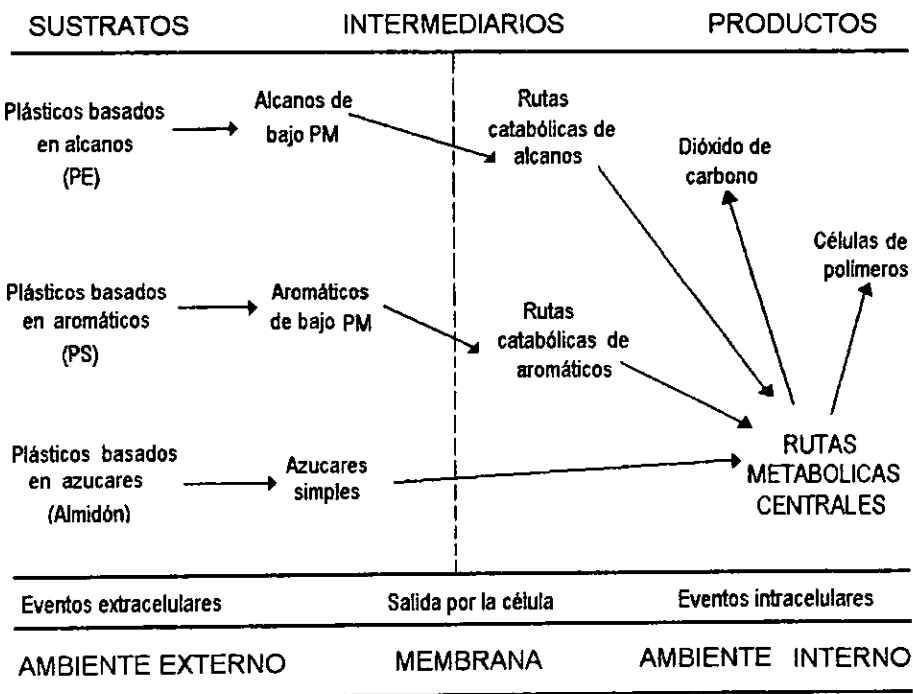 SUSTRATOS INTERMEDIARIOS PRODUCTOS
Plásticos basados
en alcanos
(PE)
Alcanos de
bajo PM
Rutas
catabólicas de
alcanos
Dióxido de
carbono
Células de
polímeros
Plásticos basados
en aromáticos
(PS)
Aromáticos
de bajo PM
Rutas
catabólicas de
aromáticos
Plásticos basados
en azucares
(Almidón)
Azucares
simples
RUTAS
METABOLICAS
CENTRALES
Eventos extracelulares Salida por la célula Eventos intracelulares
AMBIENTE EXTERNO MEMBRANA AMBIENTE INTERNO